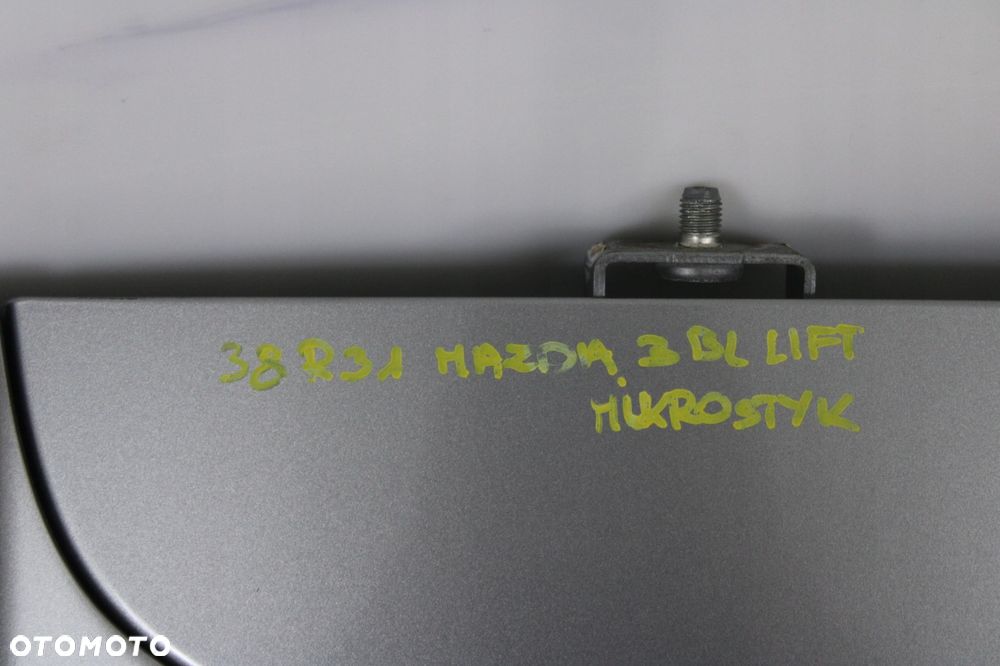 38R31 MAZDA 3 BL LIFT
MIKROSTYK
OTOMOTO